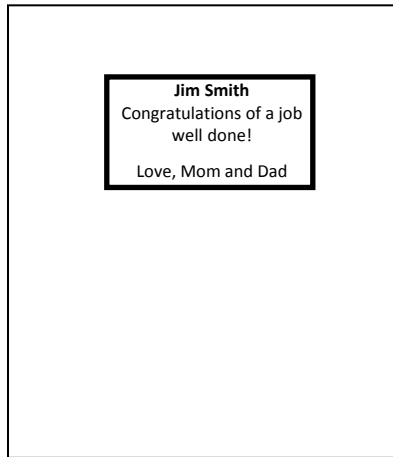 Jim Smith
Congratulations of a job
well done!
Love, Mom and Dad